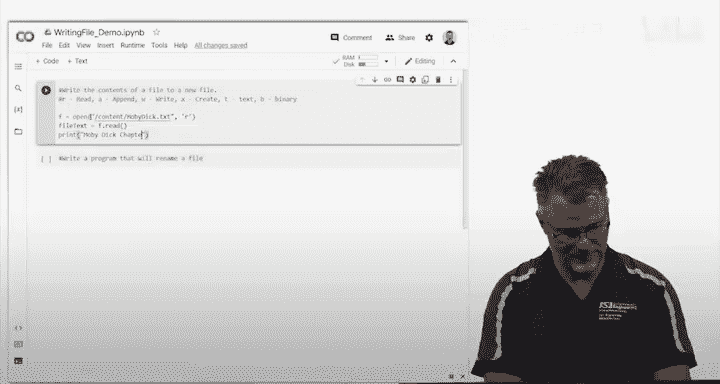 WritingFile_Demo.ipynb
File Edit View Insert Runtime Tools Help All changes saved
Comment Share
+ Code + Text
RAM
Disk
Editing
#Write the contents of a file to a new file.
#r - Read, a - Append, w - Write, x - Create, t - text, b - binary
f = open("/content/MobyDick.txt", 'r')
fileText = f.read()
print("Moby Dick Chapte")
[ ] #Write a program that will rename a file